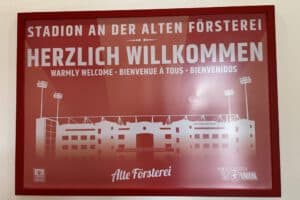 STADION AN DER ALTEN FÖRSTEREI
HERZLICH WILLKOMMEN
WARMLY WELCOME · BIENVENUE À TOUS · BIENVENIDOS
Alte Försterei